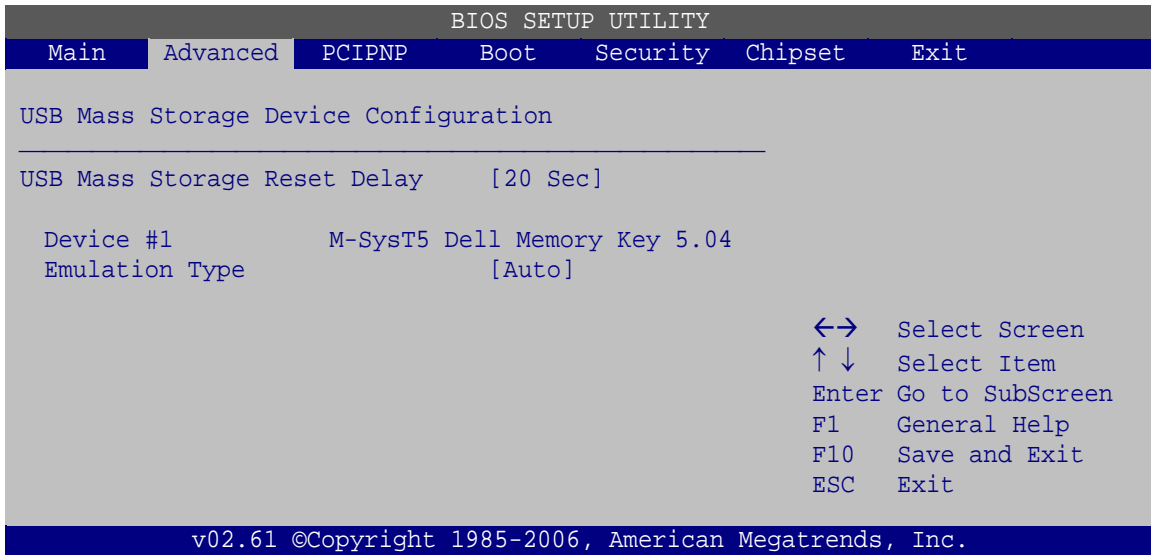 BIOS SETUP UTILITY
Main Advanced PCIPNP Boot Security Chipset Exit
USB Mass Storage Device Configuration
USB Mass Storage Reset Delay [20 Sec]
Device #1 M-SysT5 Dell Memory Key 5.04
Emulation Type [Auto]
←→ Select Screen
↑ ↓ Select Item
Enter Go to SubScreen
F1 General Help
F10 Save and Exit
ESC Exit
v02.61 ©Copyright 1985-2006, American Megatrends, Inc.